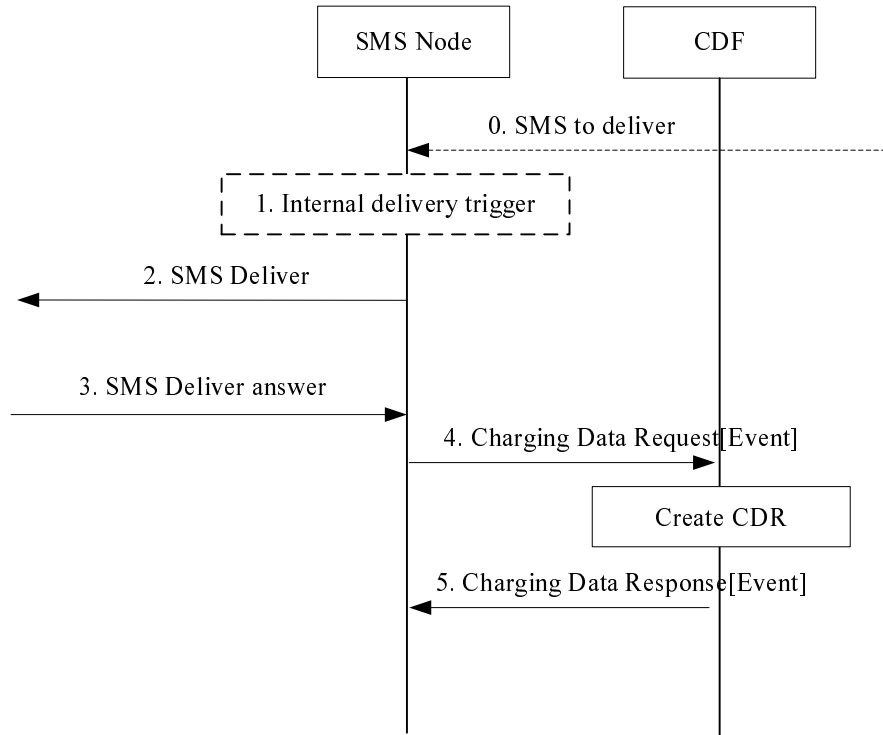 SMS Node
CDF
0. SMS to deliver
1. Internal delivery trigger
2. SMS Deliver
3. SMS Deliver answer
4. Charging Data Request[Event]
Create CDR
5. Charging Data Response[Event]